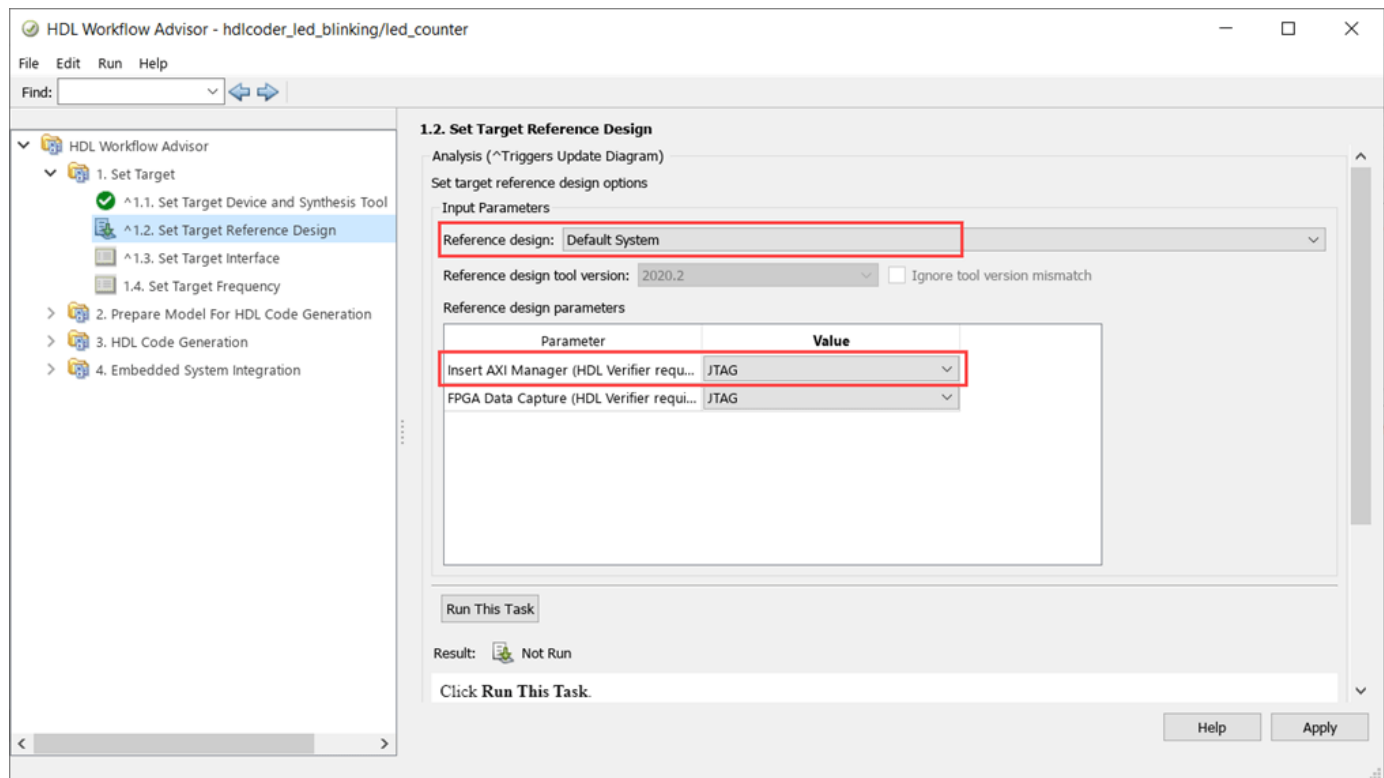 HDL Workflow Advisor - hdlcoder_led_blinking/led_counter
File Edit Run Help
Find:
HDL Workflow Advisor
1. Set Target
^1.1. Set Target Device and Synthesis Tool
^1.2. Set Target Reference Design
^1.3. Set Target Interface
1.4. Set Target Frequency
2. Prepare Model For HDL Code Generation
3. HDL Code Generation
4. Embedded System Integration
1.2. Set Target Reference Design
Analysis (^Triggers Update Diagram)
Set target reference design options
Input Parameters
Reference design: Default System
Reference design tool version: 2020.2 Ignore tool version mismatch
Reference design parameters
Parameter Value
Insert AXI Manager (HDL Verifier requ... JTAG
FPGA Data Capture (HDL Verifier requi... JTAG
Run This Task
Result: Not Run
Click Run This Task.
Help Apply